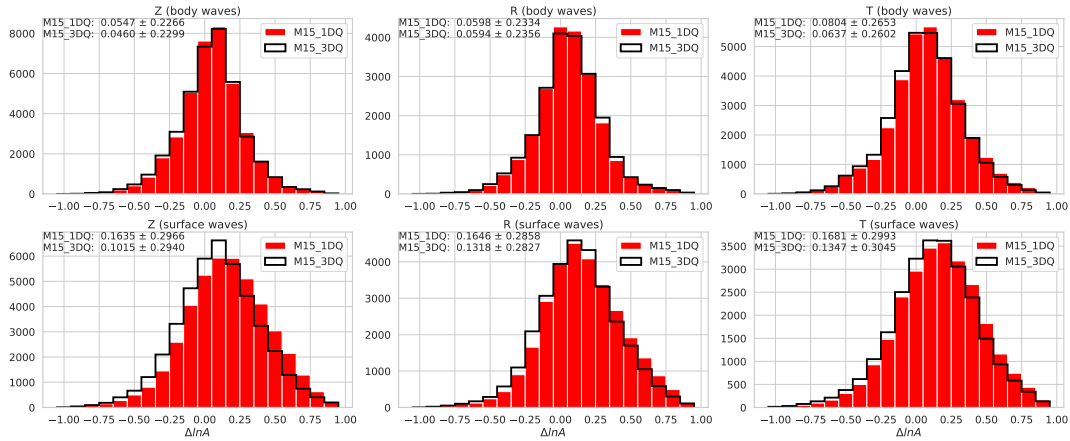 Z (body waves)
M15_1DQ: 0.0547 ± 0.2266
M15_3DQ: 0.0460 ± 0.2299
M15_1DQ
M15_3DQ
8000
6000
4000
2000
0
−1.00 −0.75 −0.50 −0.25 0.00 0.25 0.50 0.75 1.00
R (body waves)
M15_1DQ: 0.0598 ± 0.2334
M15_3DQ: 0.0594 ± 0.2356
M15_1DQ
M15_3DQ
4000
3000
2000
1000
0
−1.00 −0.75 −0.50 −0.25 0.00 0.25 0.50 0.75 1.00
T (body waves)
M15_1DQ: 0.0804 ± 0.2653
M15_3DQ: 0.0637 ± 0.2602
M15_1DQ
M15_3DQ
5000
4000
3000
2000
1000
0
−1.00 −0.75 −0.50 −0.25 0.00 0.25 0.50 0.75 1.00
Z (surface waves)
M15_1DQ: 0.1635 ± 0.2966
M15_3DQ: 0.1015 ± 0.2940
M15_1DQ
M15_3DQ
6000
5000
4000
3000
2000
1000
0
−1.00 −0.75 −0.50 −0.25 0.00 0.25 0.50 0.75 1.00
ΔlnA
R (surface waves)
M15_1DQ: 0.1646 ± 0.2858
M15_3DQ: 0.1318 ± 0.2827
M15_1DQ
M15_3DQ
4000
3000
2000
1000
0
−1.00 −0.75 −0.50 −0.25 0.00 0.25 0.50 0.75 1.00
ΔlnA
T (surface waves)
M15_1DQ: 0.1681 ± 0.2993
M15_3DQ: 0.1347 ± 0.3045
M15_1DQ
M15_3DQ
3500
3000
2500
2000
1500
1000
500
0
−1.00 −0.75 −0.50 −0.25 0.00 0.25 0.50 0.75 1.00
ΔlnA